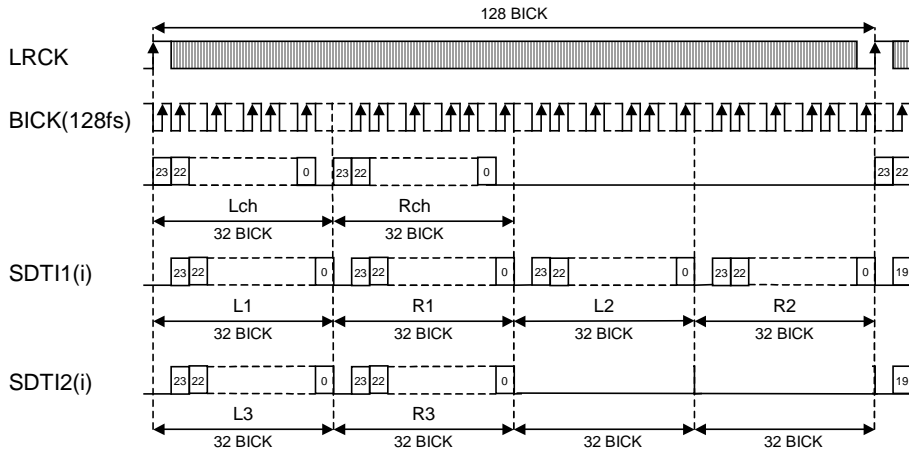 128 BICK
LRCK
BICK(128fs)
23 22 0 23 22 0 23 22
Lch Rch
32 BICK 32 BICK
SDTI1(i)
23 22 0 23 22 0 23 22 0 23 22 0 19
L1 R1 L2 R2
32 BICK 32 BICK 32 BICK 32 BICK
SDTI2(i)
23 22 0 23 22 0 19
L3 R3
32 BICK 32 BICK 32 BICK 32 BICK